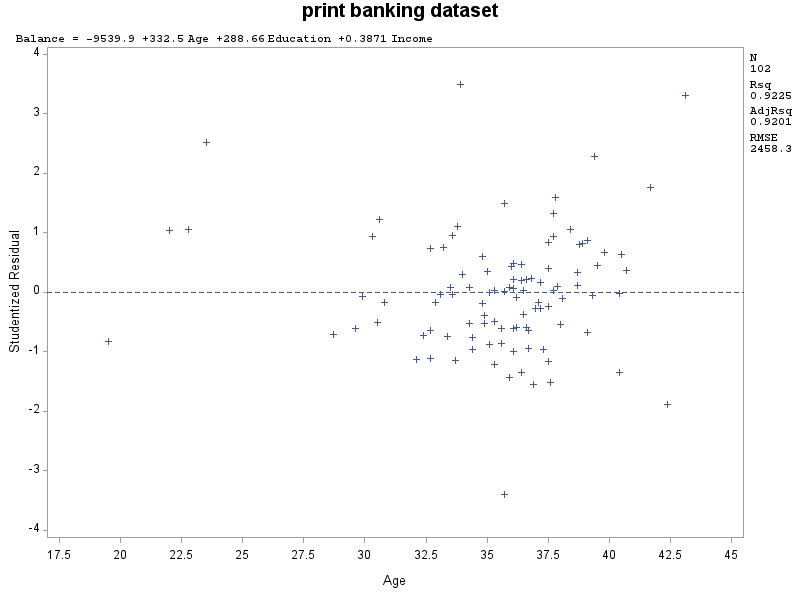 print banking dataset
Balance = -9539.9 +332.5 Age +288.66 Education +0.3871 Income
N
102
Rsq
0.9225
AdjRsq
0.9201
RMSE
2458.3
Studentized Residual
4
3
2
1
0
-1
-2
-3
-4
17.5 20 22.5 25 27.5 30 32.5 35 37.5 40 42.5 45
Age